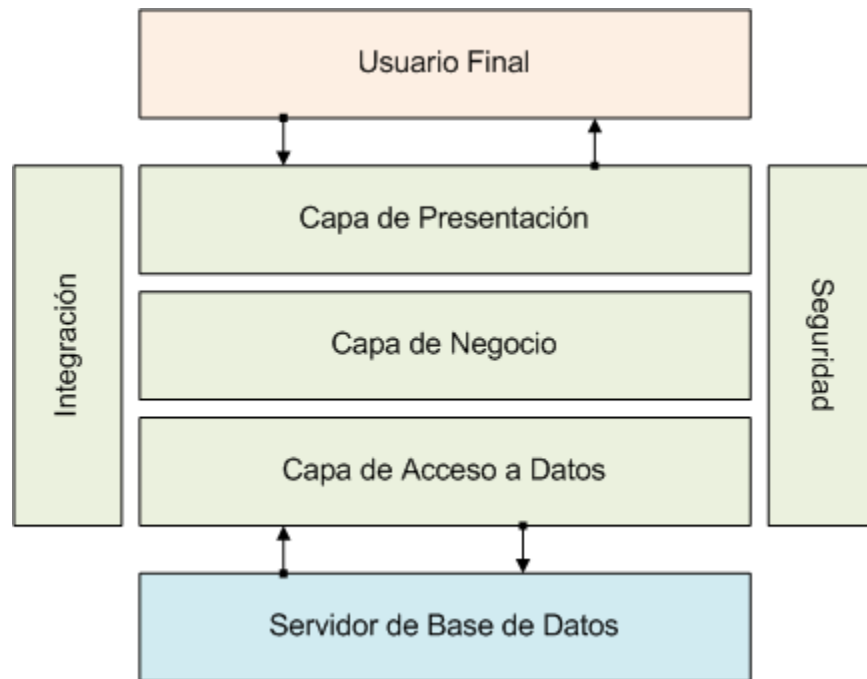 Usuario Final
Integración
Capa de Presentación
Capa de Negocio
Capa de Acceso a Datos
Seguridad
Servidor de Base de Datos